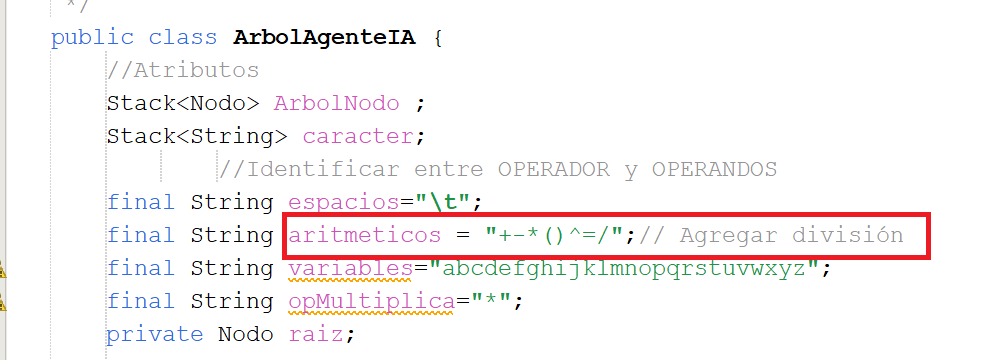 */
public class ArbolAgenteIA {
//Atributos
Stack<Nodo> ArbolNodo ;
Stack<String> caracter;
//Identificar entre OPERADOR y OPERANDOS
final String espacios="\t";
final String aritmeticos = "+-*()^=/";// Agregar división
final String variables="abcdefghijklmnopqrstuvwxyz";
final String opMultiplica="*";
private Nodo raiz;